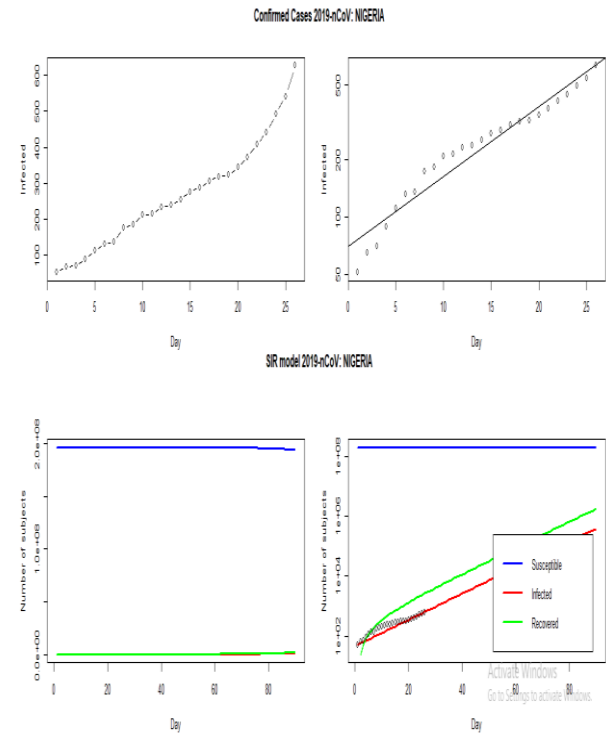 Confirmed Cases 2019-nCoV: NIGERIA
Infected
100 200 300 400 500 600
0 5 10 15 20 25
Day
Infected
50 100 200 500
0 5 10 15 20 25
Day
SIR model 2019-nCoV: NIGERIA
Number of subjects
0.0e+00 1.0e+08 2.0e+08
0 20 40 60 80
Day
Number of subjects
1e+02 1e+04 1e+06 1e+08
0 20 40 60 80
Day
Susceptible
Infected
Recovered
Activate Windows
Go to Settings to activate Windows.